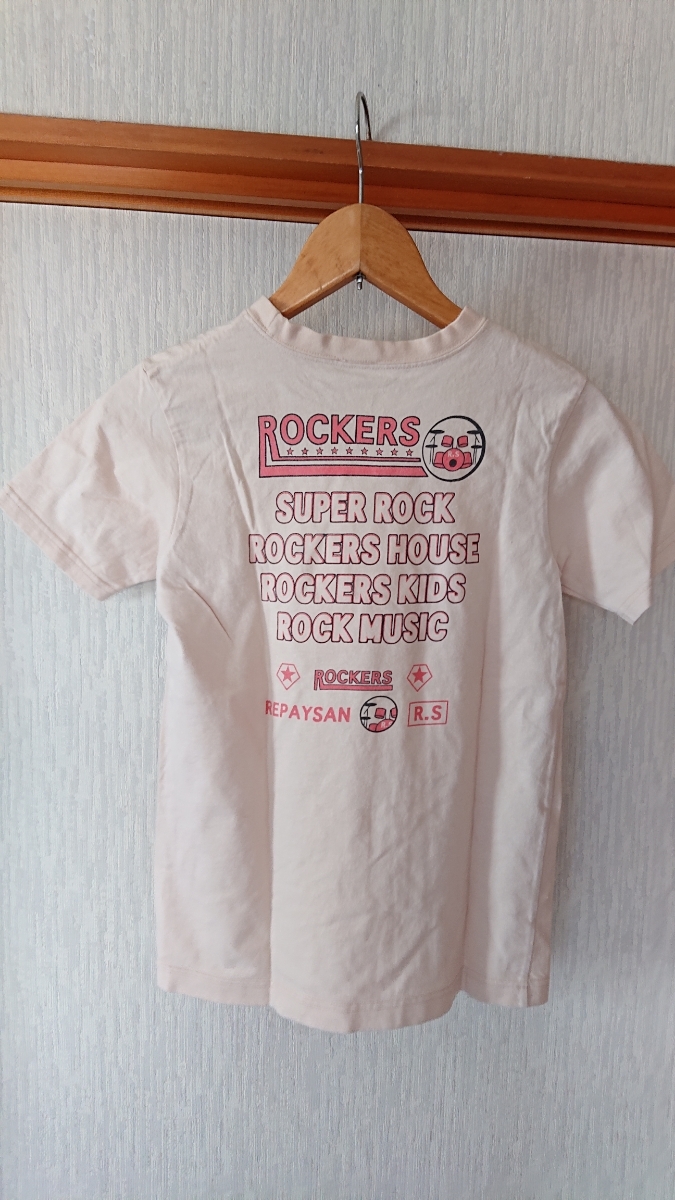 ROCKERS R.S
SUPER ROCK
ROCKERS HOUSE
ROCKERS KIDS
ROCK MUSIC
ROCKERS
REPAYSAN R.S